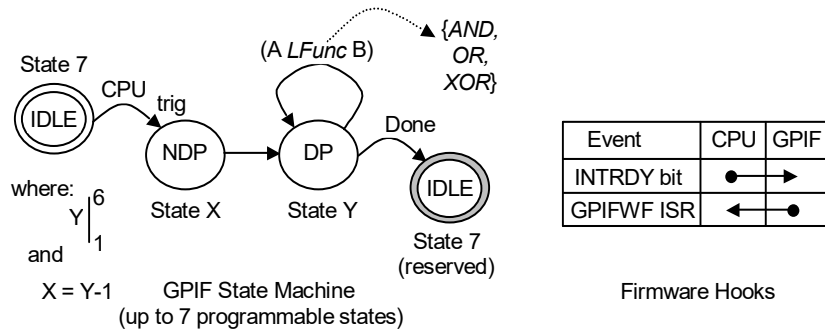 {AND,
OR,
XOR}
(A LFunc B)
State 7
CPU
trig
IDLE
NDP
DP
Done
IDLE
State X
State Y
State 7
(reserved)
where:
Y 6
1
and
X = Y-1
GPIF State Machine
(up to 7 programmable states)
Event CPU GPIF
INTRDY bit
GPIFWF ISR
Firmware Hooks